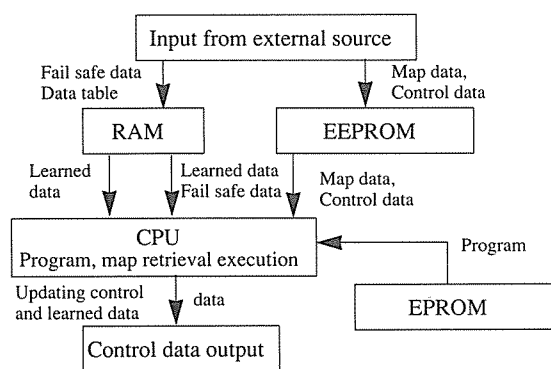 Input from external source
Fail safe data
Data table
Map data,
Control data
RAM
EEPROM
Learned
data
Learned data
Fail safe data
Map data,
Control data
CPU
Program, map retrieval execution
Program
Updating control
and learned data
data
EPROM
Control data output